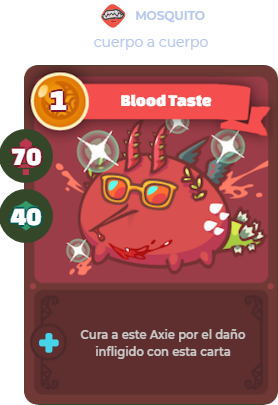 MOSQUITO
cuerpo a cuerpo
1
Blood Taste
70
40
Cura a este Axie por el daño
infligido con esta carta